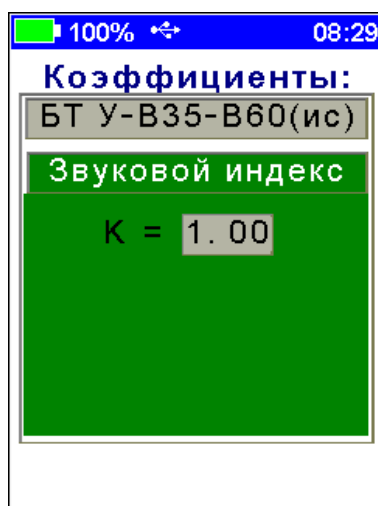 100% 08:29
Коэффициенты:
БТ У-В35-В60(ис)
Звуковой индекс
К = 1.00